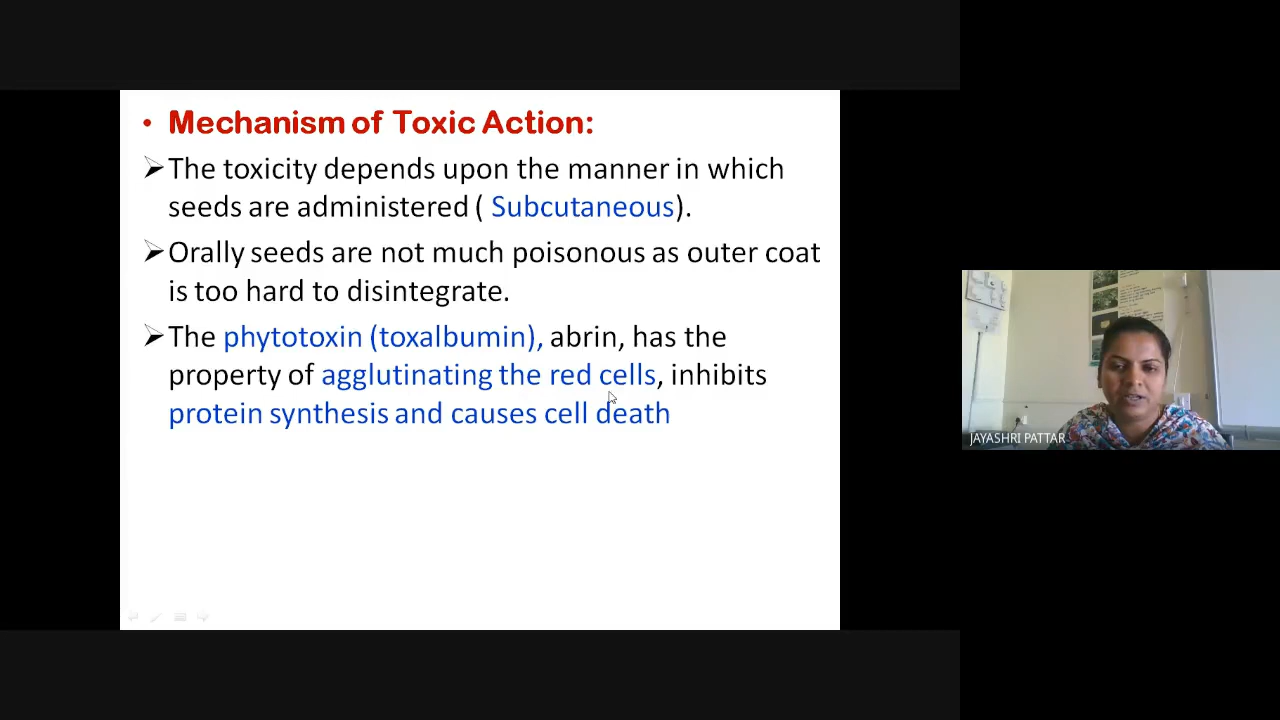 • Mechanism of Toxic Action:
➢The toxicity depends upon the manner in which
seeds are administered ( Subcutaneous).
➢Orally seeds are not much poisonous as outer coat
is too hard to disintegrate.
➢The phytotoxin (toxalbumin), abrin, has the
property of agglutinating the red cells, inhibits
protein synthesis and causes cell death
JAYASHRI PATTAR